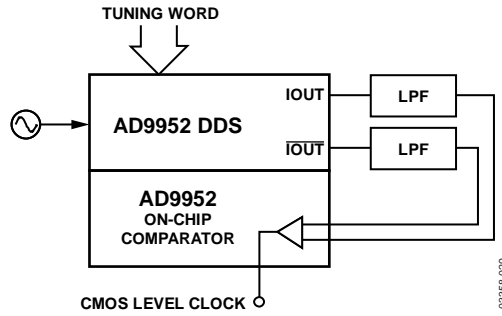 TUNING WORD
IOUT
LPF
AD9952 DDS
IOUT
LPF
AD9952
ON-CHIP
COMPARATOR
CMOS LEVEL CLOCK